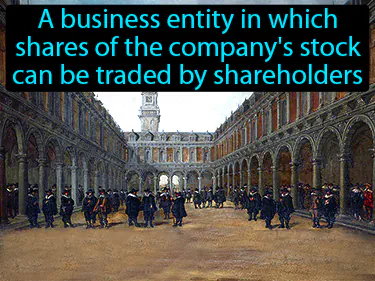 A business entity in which
shares of the company's stock
can be traded by shareholders